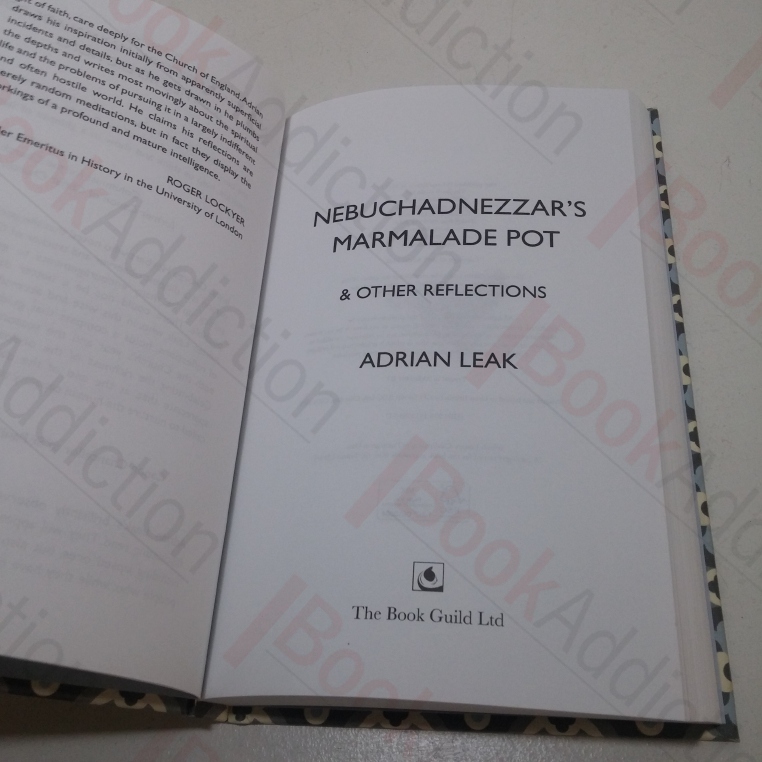 of faith, care deeply for the Church of England. Adrian
draws his inspiration initially from apparently superficial
incidents and details, but as he gets drawn in he plumbs
the depths and writes most movingly about the spiritual
life and the problems of pursuing it in a largely indifferent
and often hostile world. He claims his reflections are
merely random meditations, but in fact they display the
workings of a profound and mature intelligence.
ROGER LOCKYER
Emeritus in History in the University of London
NEBUCHADNEZZAR'S
MARMALADE POT
& OTHER REFLECTIONS
ADRIAN LEAK
The Book Guild Ltd
BookAddiction